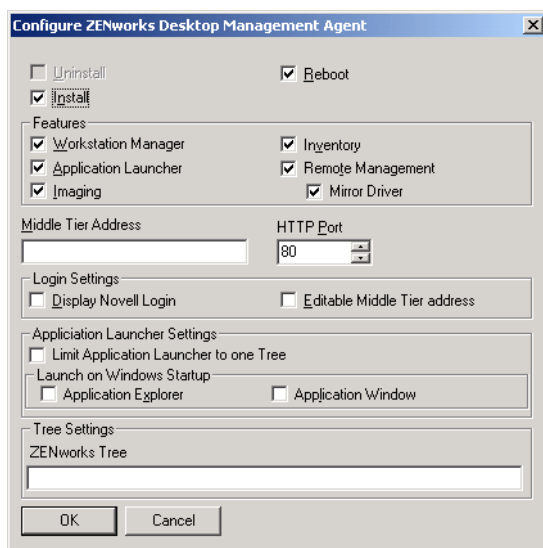 Configure ZENworks Desktop Management Agent
Uninstall
Reboot
Install
Features
Workstation Manager
Inventory
Application Launcher
Remote Management
Imaging
Mirror Driver
Middle Tier Address
HTTP Port
80
Login Settings
Display Novell Login
Editable Middle Tier address
Appliciation Launcher Settings
Limit Application Launcher to one Tree
Launch on Windows Startup
Application Explorer
Application Window
Tree Settings
ZENworks Tree
OK
Cancel